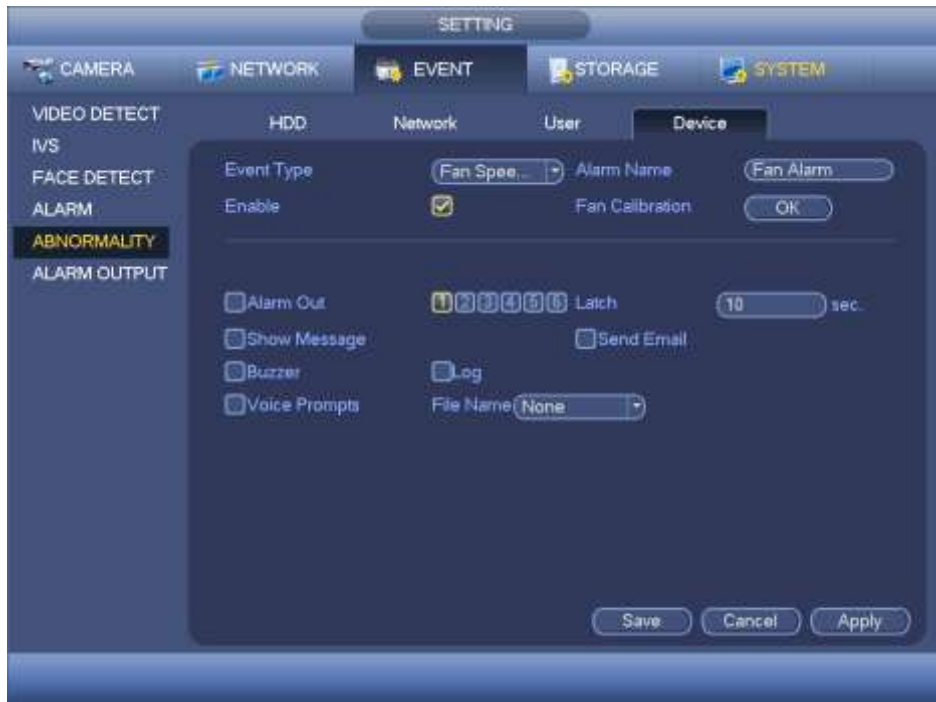 SETTING
CAMERA NETWORK EVENT STORAGE SYSTEM
VIDEO DETECT
IVS
FACE DETECT
ALARM
ABNORMALITY
ALARM OUTPUT
HDD Network User Device
Event Type Fan Spee... Alarm Name Fan Alarm
Enable Fan Calibration OK
Alarm Out 1 2 3 4 5 6 Latch 10 sec.
Show Message Send Email
Buzzer Log
Voice Prompts File Name None
Save Cancel Apply